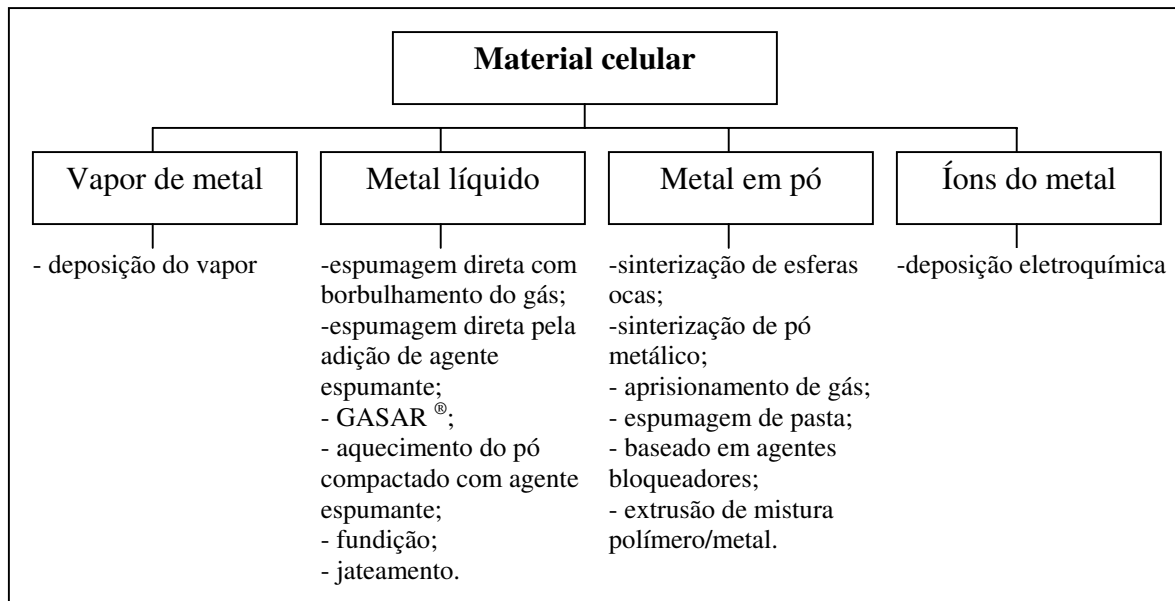 Material celular
Vapor de metal
- deposição do vapor
Metal líquido
-espumagem direta com
borbulhamento do gás;
-espumagem direta pela
adição de agente
espumante;
- GASAR ®;
- aquecimento do pó
compactado com agente
espumante;
- fundição;
- jateamento.
Metal em pó
-sinterização de esferas
ocas;
-sinterização de pó
metálico;
- aprisionamento de gás;
- espumagem de pasta;
- baseado em agentes
bloqueadores;
- extrusão de mistura
polímero/metal.
Íons do metal
-deposição eletroquímica